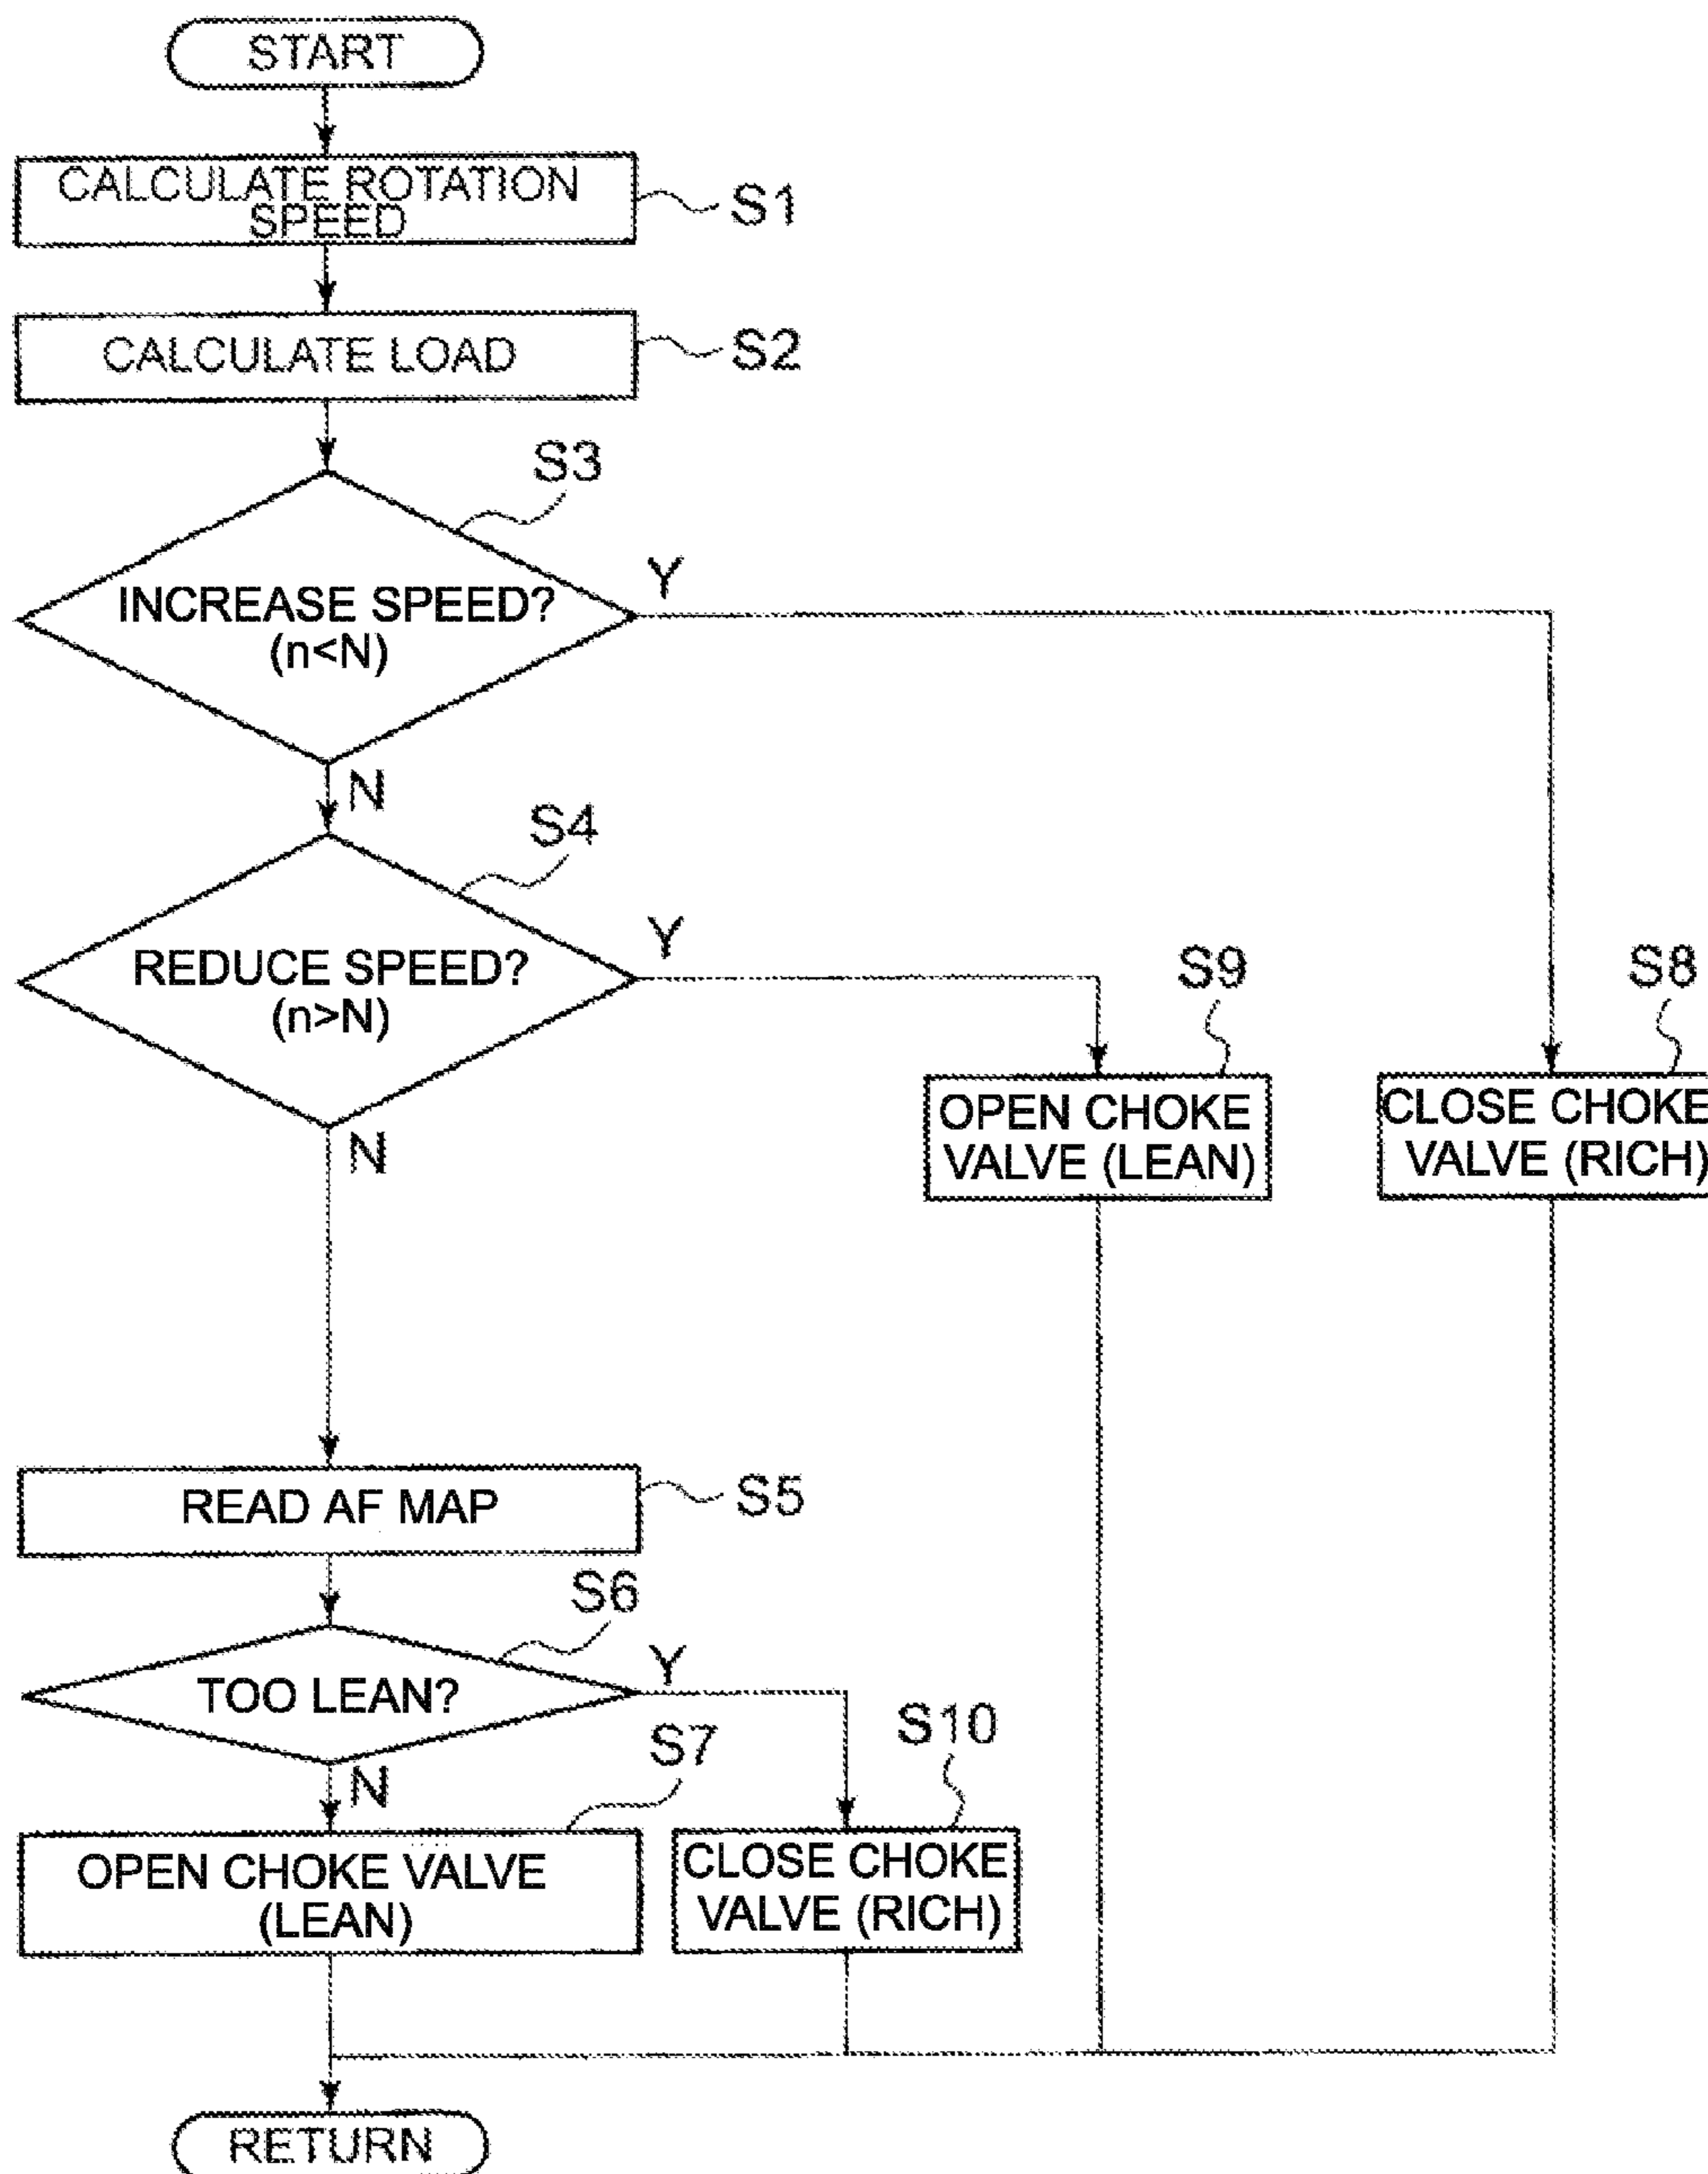 START
CALCULATE ROTATION
SPEED
S1
CALCULATE LOAD
S2
S3
INCREASE SPEED?
(n<N)
Y
N
S4
REDUCE SPEED?
(n>N)
Y
N
S9
OPEN CHOKE
VALVE (LEAN)
S8
CLOSE CHOKE
VALVE (RICH)
READ AF MAP
S5
S6
TOO LEAN?
Y
N
S7
OPEN CHOKE VALVE
(LEAN)
S10
CLOSE CHOKE
VALVE (RICH)
RETURN